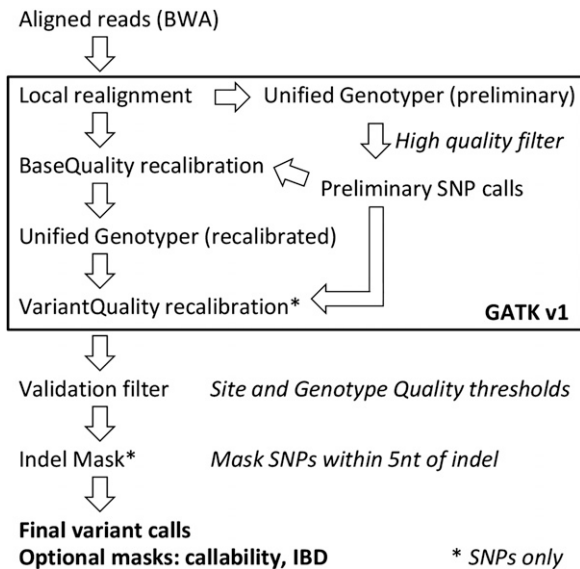 Aligned reads (BWA)
Local realignment
Unified Genotyper (preliminary)
High quality filter
BaseQuality recalibration
Preliminary SNP calls
Unified Genotyper (recalibrated)
VariantQuality recalibration*
GATK v1
Validation filter
Site and Genotype Quality thresholds
Indel Mask*
Mask SNPs within 5nt of indel
Final variant calls
Optional masks: callability, IBD
* SNPs only